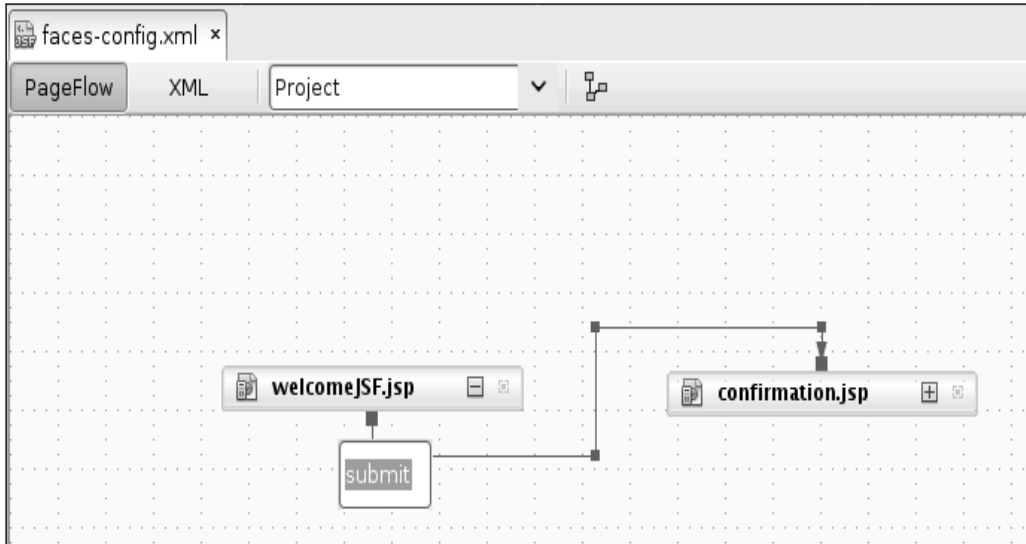 faces-config.xml ×
PageFlow XML Project
welcomeJSF.jsp
confirmation.jsp
submit